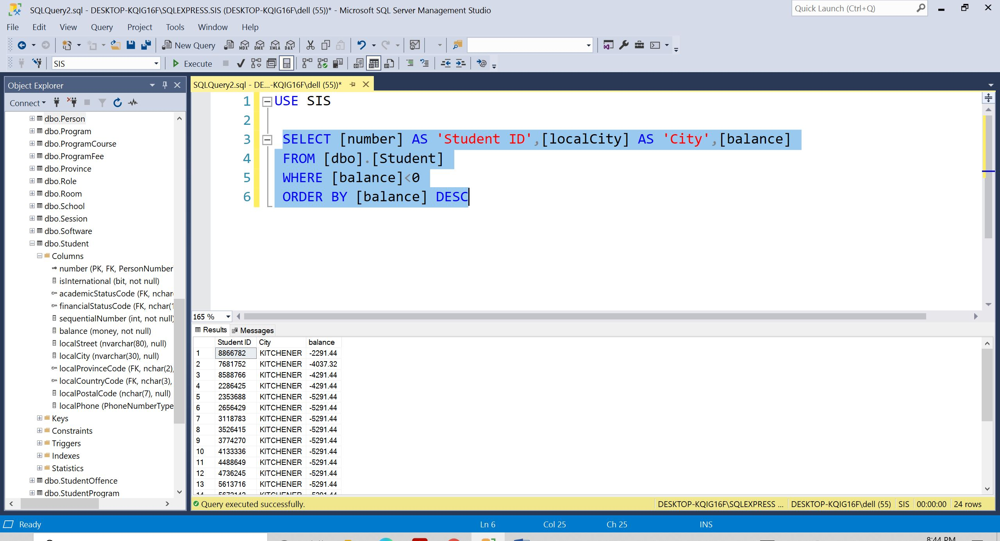 SQLQuery2.sql - DESKTOP-KQIG16F\SQLEXPRESS.SIS (DESKTOP-KQIG16F\dell (55))* - Microsoft SQL Server Management Studio
Quick Launch (Ctrl+Q)
File Edit View Query Project Tools Window Help
New Query MDX DMX XMLA DAX
SIS Execute
Object Explorer
Connect
dbo.Person
dbo.Program
dbo.ProgramCourse
dbo.ProgramFee
dbo.Province
dbo.Role
dbo.Room
dbo.School
dbo.Session
dbo.Software
dbo.Student
Columns
number (PK, FK, PersonNumber
isInternational (bit, not null)
academicStatusCode (FK, nchar(
financialStatusCode (FK, nchar(1
sequentialNumber (int, not null)
balance (money, not null)
localStreet (nvarchar(80), null)
localCity (nvarchar(30), null)
localProvinceCode (FK, nchar(2),
localCountryCode (FK, nchar(3),
localPostalCode (nchar(7), null)
localPhone (PhoneNumberType
Keys
Constraints
Triggers
Indexes
Statistics
dbo.StudentOffence
dbo.StudentProgram
SQLQuery2.sql - DE...-KQIG16F\dell (55))*
1 USE SIS
2
3 SELECT [number] AS 'Student ID',[localCity] AS 'City',[balance]
4 FROM [dbo].[Student]
5 WHERE [balance]<0
6 ORDER BY [balance] DESC
165 %
Results Messages
Student ID City balance
1 8866782 KITCHENER -2291.44
2 7681752 KITCHENER -4037.32
3 8588766 KITCHENER -4291.44
4 2286425 KITCHENER -4291.44
5 2353688 KITCHENER -5291.44
6 2656429 KITCHENER -5291.44
7 3118783 KITCHENER -5291.44
8 3526415 KITCHENER -5291.44
9 3774270 KITCHENER -5291.44
10 4133336 KITCHENER -5291.44
11 4488649 KITCHENER -5291.44
12 4736245 KITCHENER -5291.44
13 5613716 KITCHENER -5291.44
Query executed successfully. DESKTOP-KQIG16F\SQLEXPRESS ... DESKTOP-KQIG16F\dell (55) SIS 00:00:00 24 rows
Ready Ln 6 Col 25 Ch 25 INS
8:44 PM